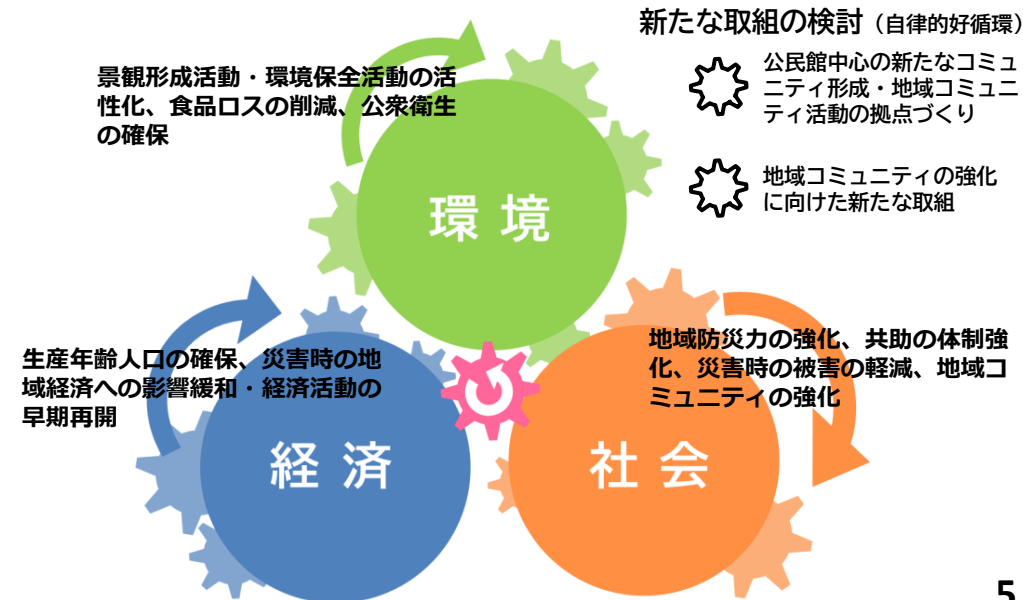 新たな取組の検討（自律的好循環）
公民館中心の新たなコミュ
ニティ形成・地域コミュニ
ティ活動の拠点づくり
地域コミュニティの強化
に向けた新たな取組
景観形成活動・環境保全活動の活
性化、食品ロスの削減、公衆衛生
の確保
環境
生産年齢人口の確保、災害時の地
域経済への影響緩和・経済活動の
早期再開
経済
地域防災力の強化、共助の体制強
化、災害時の被害の軽減、地域コ
ミュニティの強化
社会
5